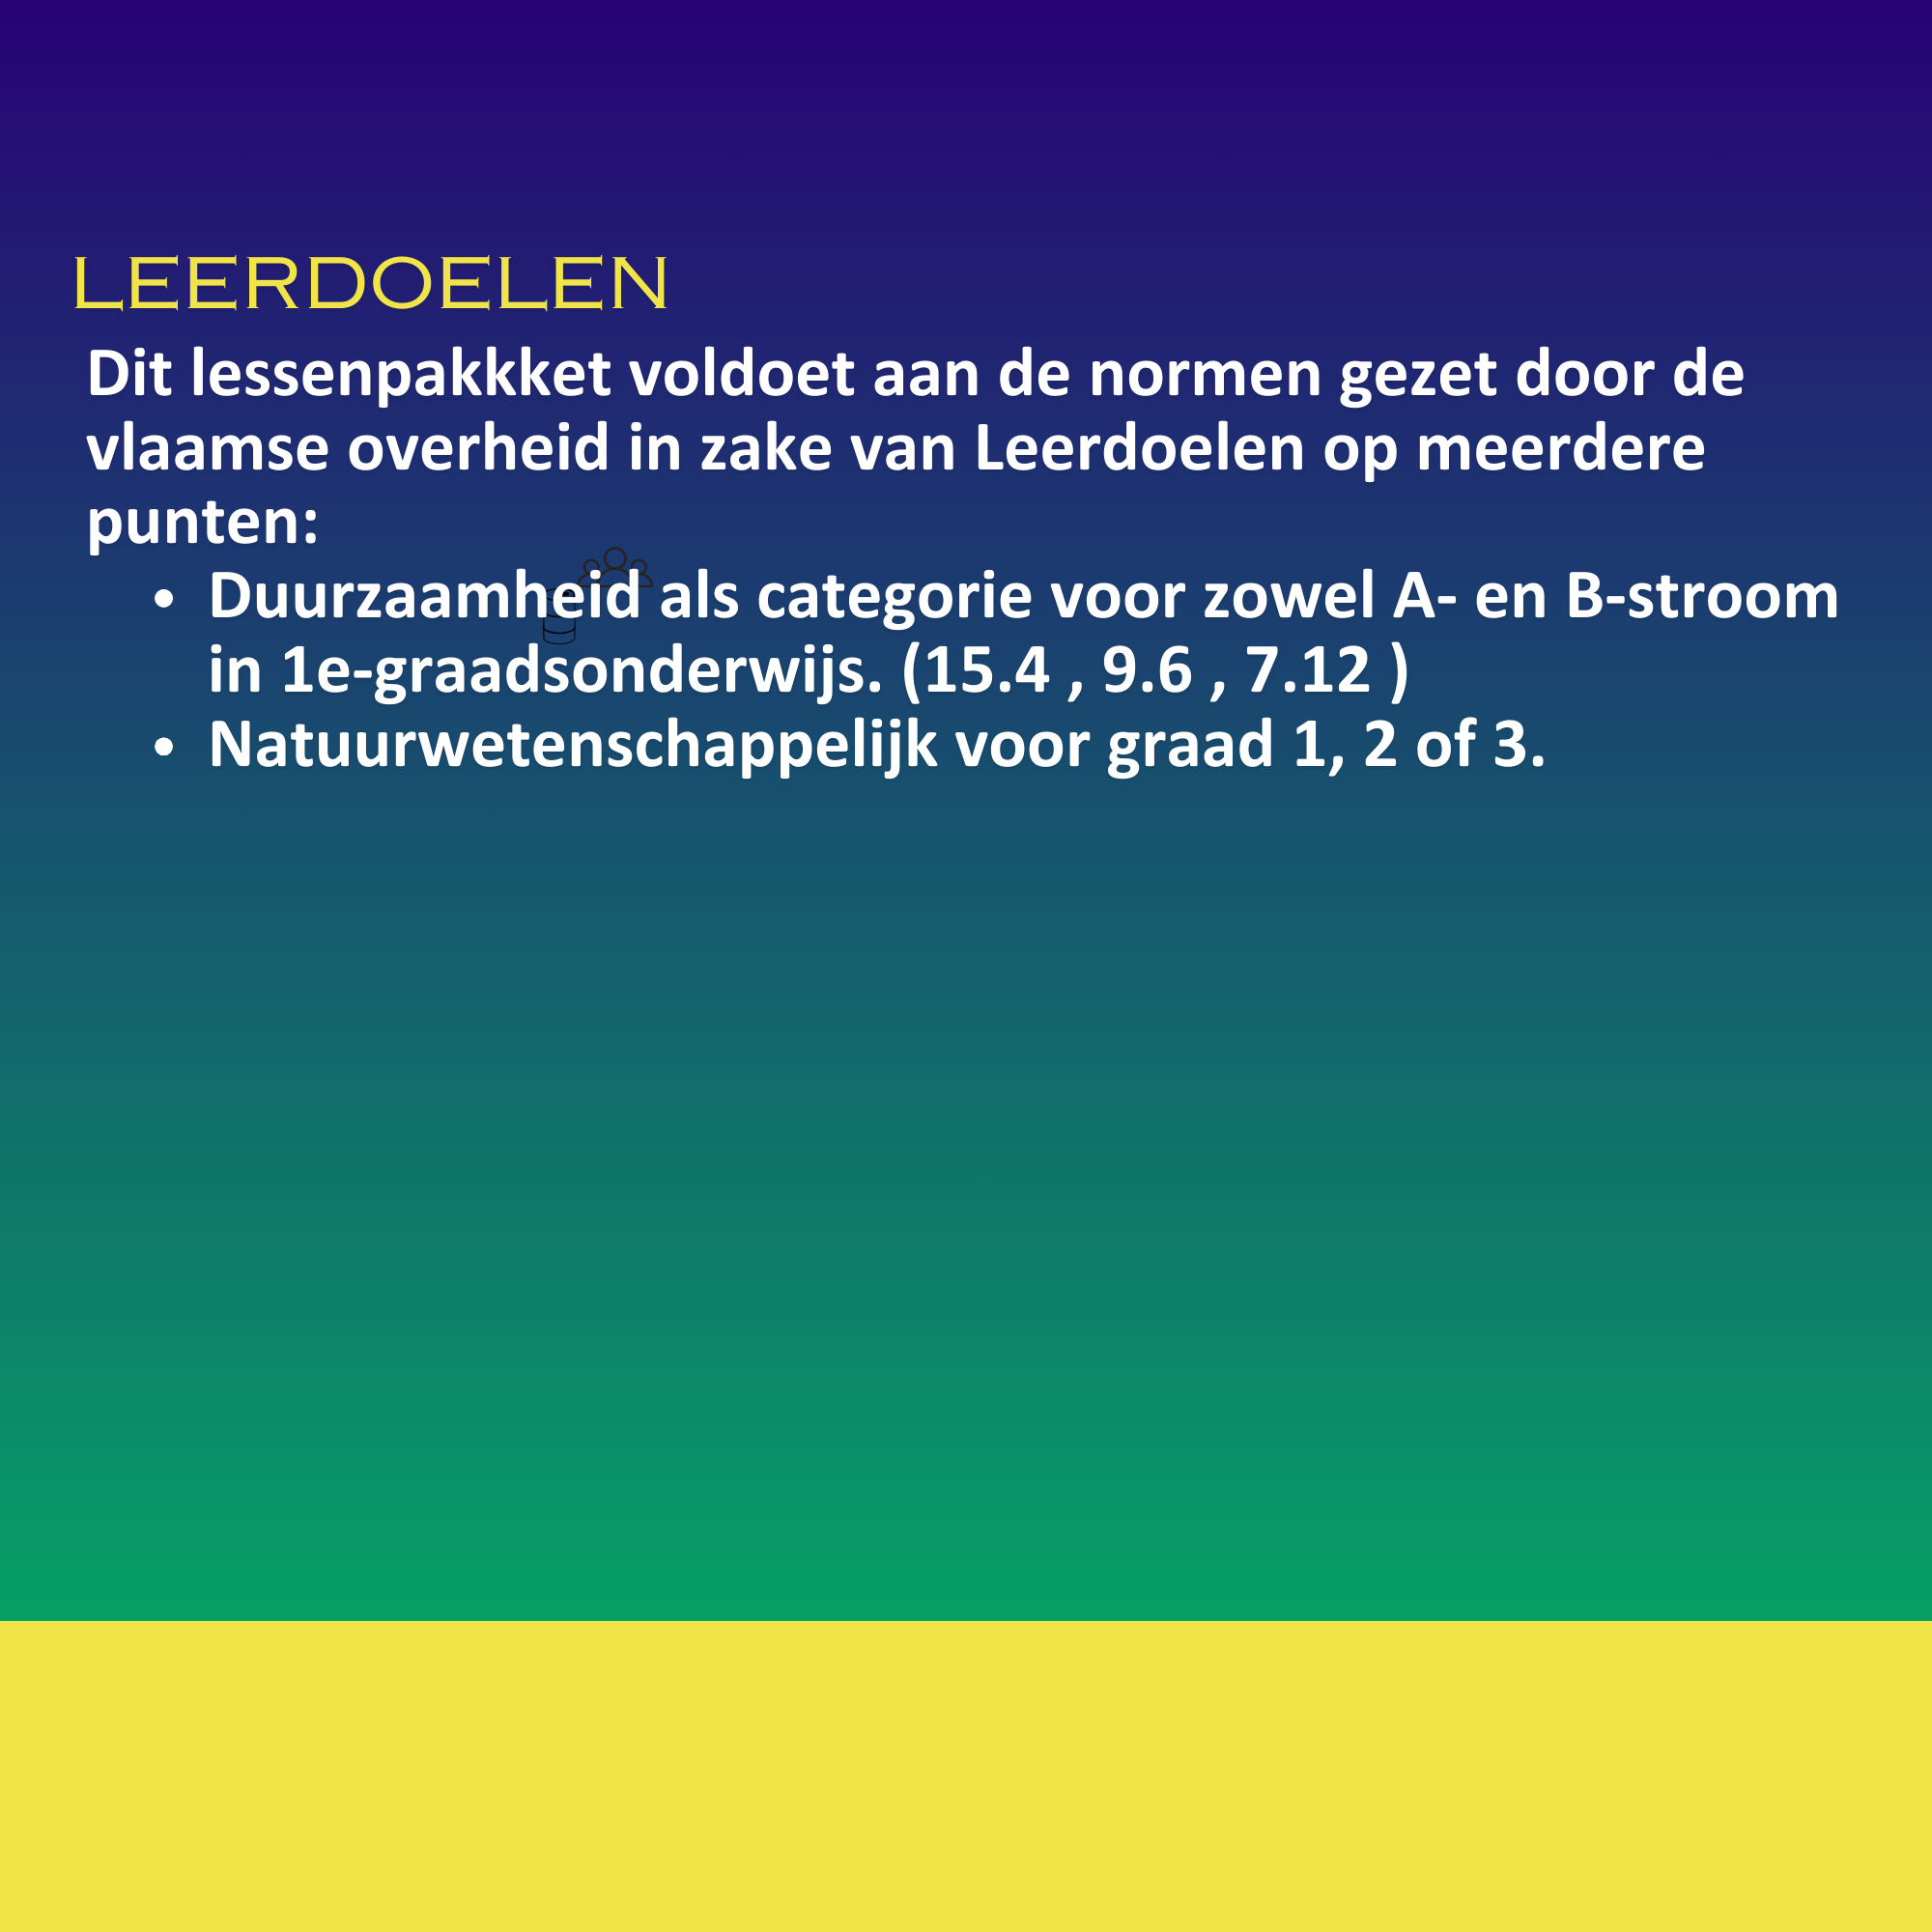 LEERDOELEN
Dit lessenpakkket voldoet aan de normen gezet door de
vlaamse overheid in zake van Leerdoelen op meerdere
punten:
• Duurzaamheid als categorie voor zowel A- en B-stroom
in 1e-graadsonderwijs. (15.4 , 9.6 , 7.12 )
• Natuurwetenschappelijk voor graad 1, 2 of 3.